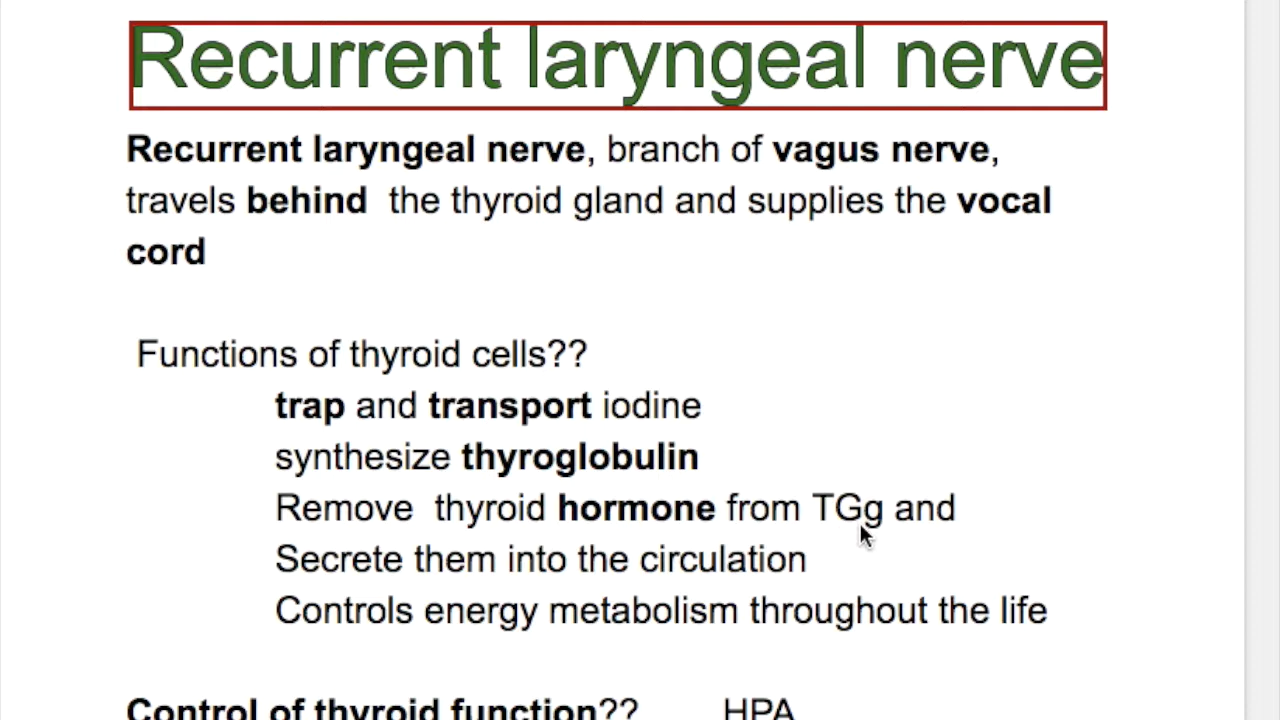 Recurrent laryngeal nerve
Recurrent laryngeal nerve, branch of vagus nerve,
travels behind  the thyroid gland and supplies the vocal
cord
Functions of thyroid cells??
trap and transport iodine
synthesize thyroglobulin
Remove  thyroid hormone from TGg and
Secrete them into the circulation
Controls energy metabolism throughout the life
Control of thyroid function??        HPA